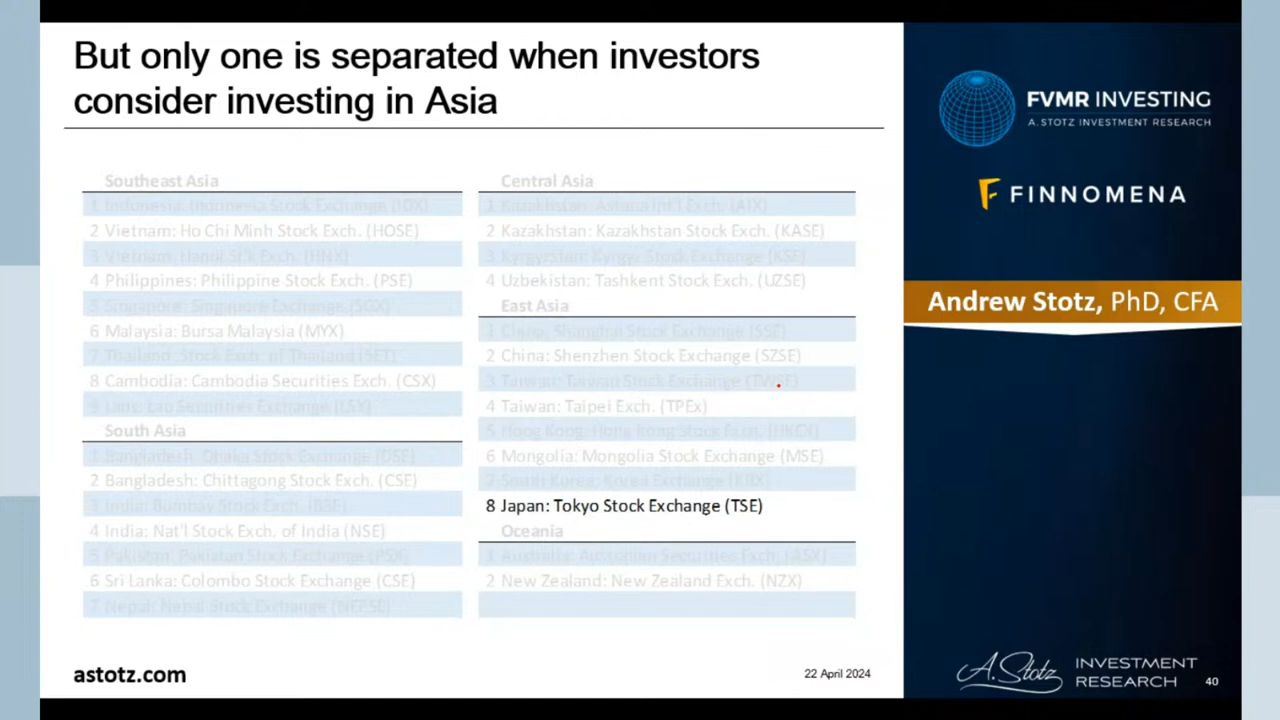 But only one is separated when investors
consider investing in Asia
Southeast Asia
1 Indonesia: Indonesia Stock Exchange (IDX)
2 Vietnam: Ho Chi Minh Stock Exch. (HOSE)
3 Vietnam: Hanoi St'k Exch. (HNX)
4 Philippines: Philippine Stock Exch. (PSE)
5 Singapore: Singapore Exchange (SGX)
6 Malaysia: Bursa Malaysia (MYX)
7 Thailand: Stock Exch. of Thailand (SET)
8 Cambodia: Cambodia Securities Exch. (CSX)
9 Laos: Lao Securities Exchange (LSX)
South Asia
1 Bangladesh: Dhaka Stock Exchange (DSE)
2 Bangladesh: Chittagong Stock Exch. (CSE)
3 India: Bombay Stock Exch. (BSE)
4 India: Nat'l Stock Exch. of India (NSE)
5 Pakistan: Pakistan Stock Exchange (PSX)
6 Sri Lanka: Colombo Stock Exchange (CSE)
7 Nepal: Nepal Stock Exchange (NEPSE)
Central Asia
1 Kazakhstan: Astana Int'l Exch. (AIX)
2 Kazakhstan: Kazakhstan Stock Exch. (KASE)
3 Kyrgyzstan: Kyrgyz Stock Exchange (KSE)
4 Uzbekistan: Tashkent Stock Exch. (UZSE)
East Asia
1 China: Shanghai Stock Exchange (SSE)
2 China: Shenzhen Stock Exchange (SZSE)
3 Taiwan: Taiwan Stock Exchange (TWSE)
4 Taiwan: Taipei Exch. (TPEx)
5 Hong Kong: Hong Kong Stock Exch. (HKEX)
6 Mongolia: Mongolia Stock Exchange (MSE)
7 South Korea: Korea Exchange (KRX)
8 Japan: Tokyo Stock Exchange (TSE)
Oceania
1 Australia: Australian Securities Exch. (ASX)
2 New Zealand: New Zealand Exch. (NZX)
astotz.com
22 April 2024
FVMR INVESTING
A. STOTZ INVESTMENT RESEARCH
FINNOMENA
Andrew Stotz, PhD, CFA
A. Stotz
INVESTMENT
RESEARCH
40